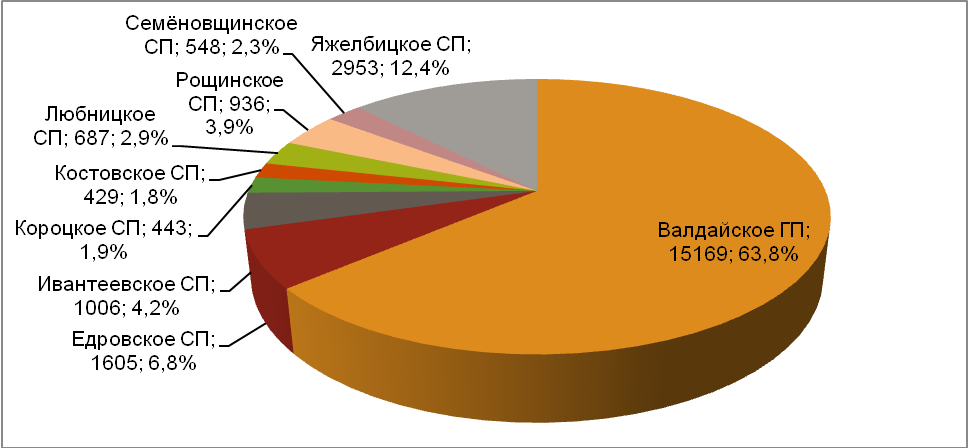 Семёновщинское
СП; 548; 2,3%
Яжелбицкое СП;
2953; 12,4%
Рощинское
СП; 936;
3,9%
Любницкое
СП; 687; 2,9%
Костовское СП;
429; 1,8%
Короцкое СП; 443;
1,9%
Ивантеевское СП;
1006; 4,2%
Едровское СП;
1605; 6,8%
Валдайское ГП;
15169; 63,8%